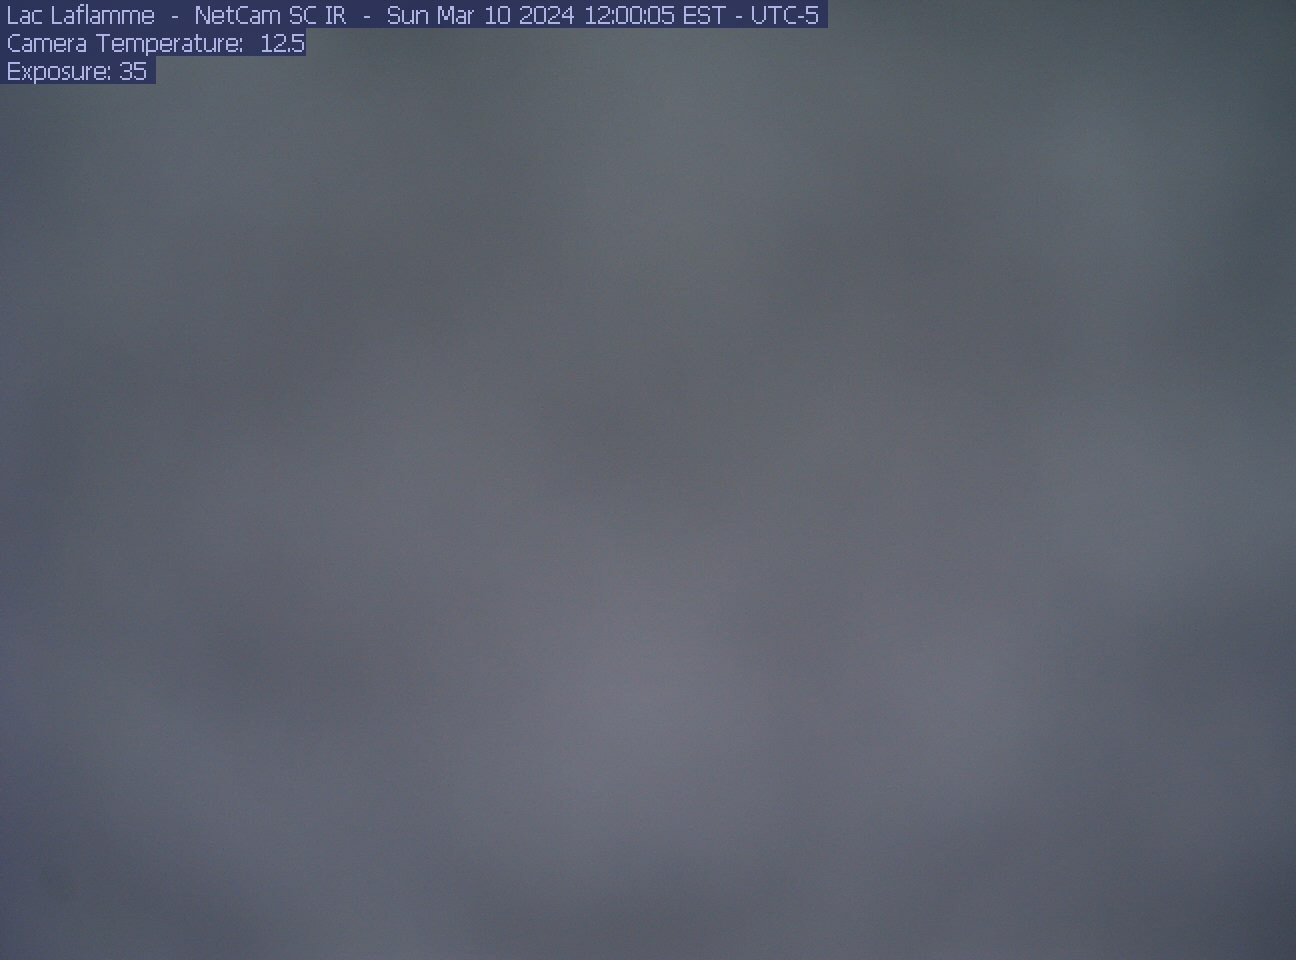 Lac Laflamme - NetCam SC IR - Sun Mar 10 2024 12:00:05 EST - UTC-5
Camera Temperature: 12.5
Exposure: 35